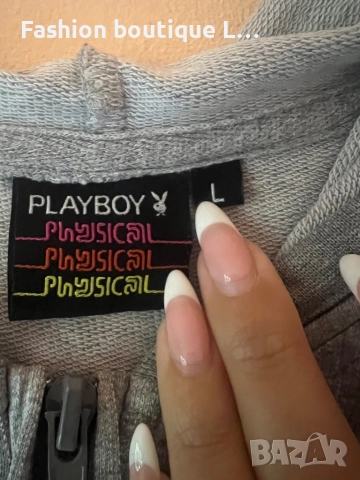 Fashion boutique L...
PLAYBOY L
PHYSICAL
PHYSICAL
PHYSICAL
BAZAR